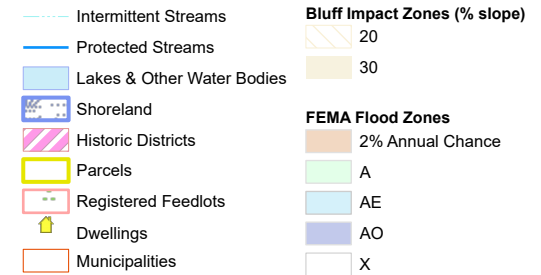 Intermittent Streams
Protected Streams
Lakes & Other Water Bodies
Shoreland
Historic Districts
Parcels
Registered Feedlots
Dwellings
Municipalities
Bluff Impact Zones (% slope)
20
30
FEMA Flood Zones
2% Annual Chance
A
AE
AO
X